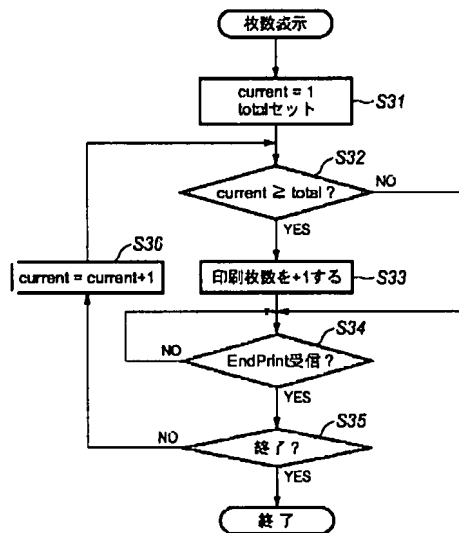 枚数表示
current = 1
totalセット
S31
S32
current ≧ total ?
NO
YES
S36
current = current+1
印刷枚数を+1する
S33
S34
NO
EndPrint受信 ?
YES
S35
NO
終了 ?
YES
終 了